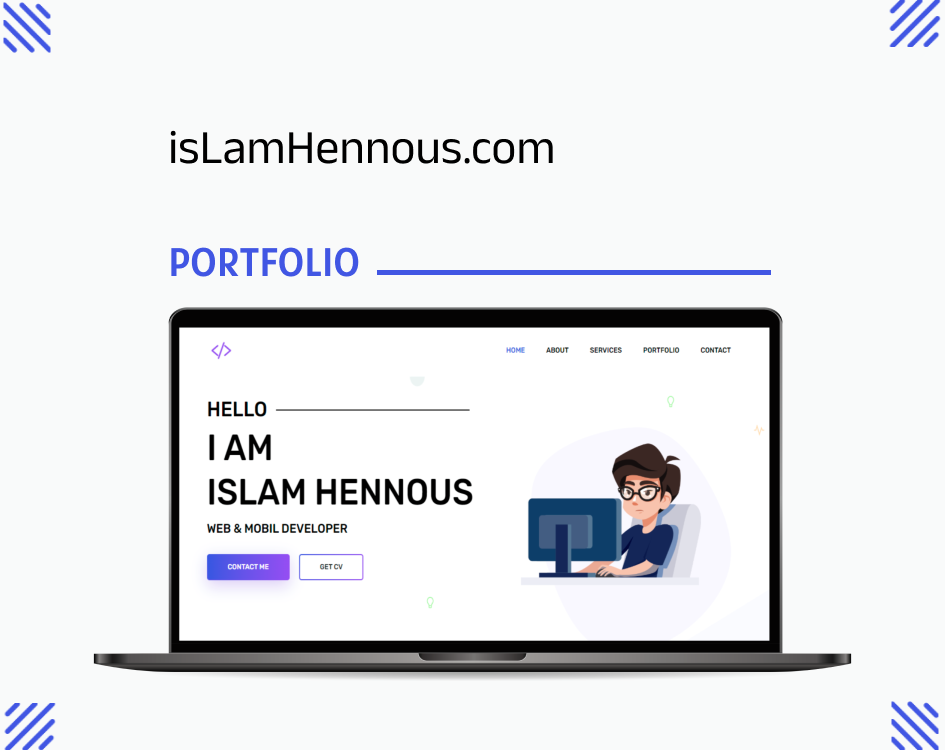 isLamHennous.com
PORTFOLIO
</>
HOME ABOUT SERVICES PORTFOLIO CONTACT
HELLO
I AM
ISLAM HENNOUS
WEB & MOBIL DEVELOPER
CONTACT ME GET CV